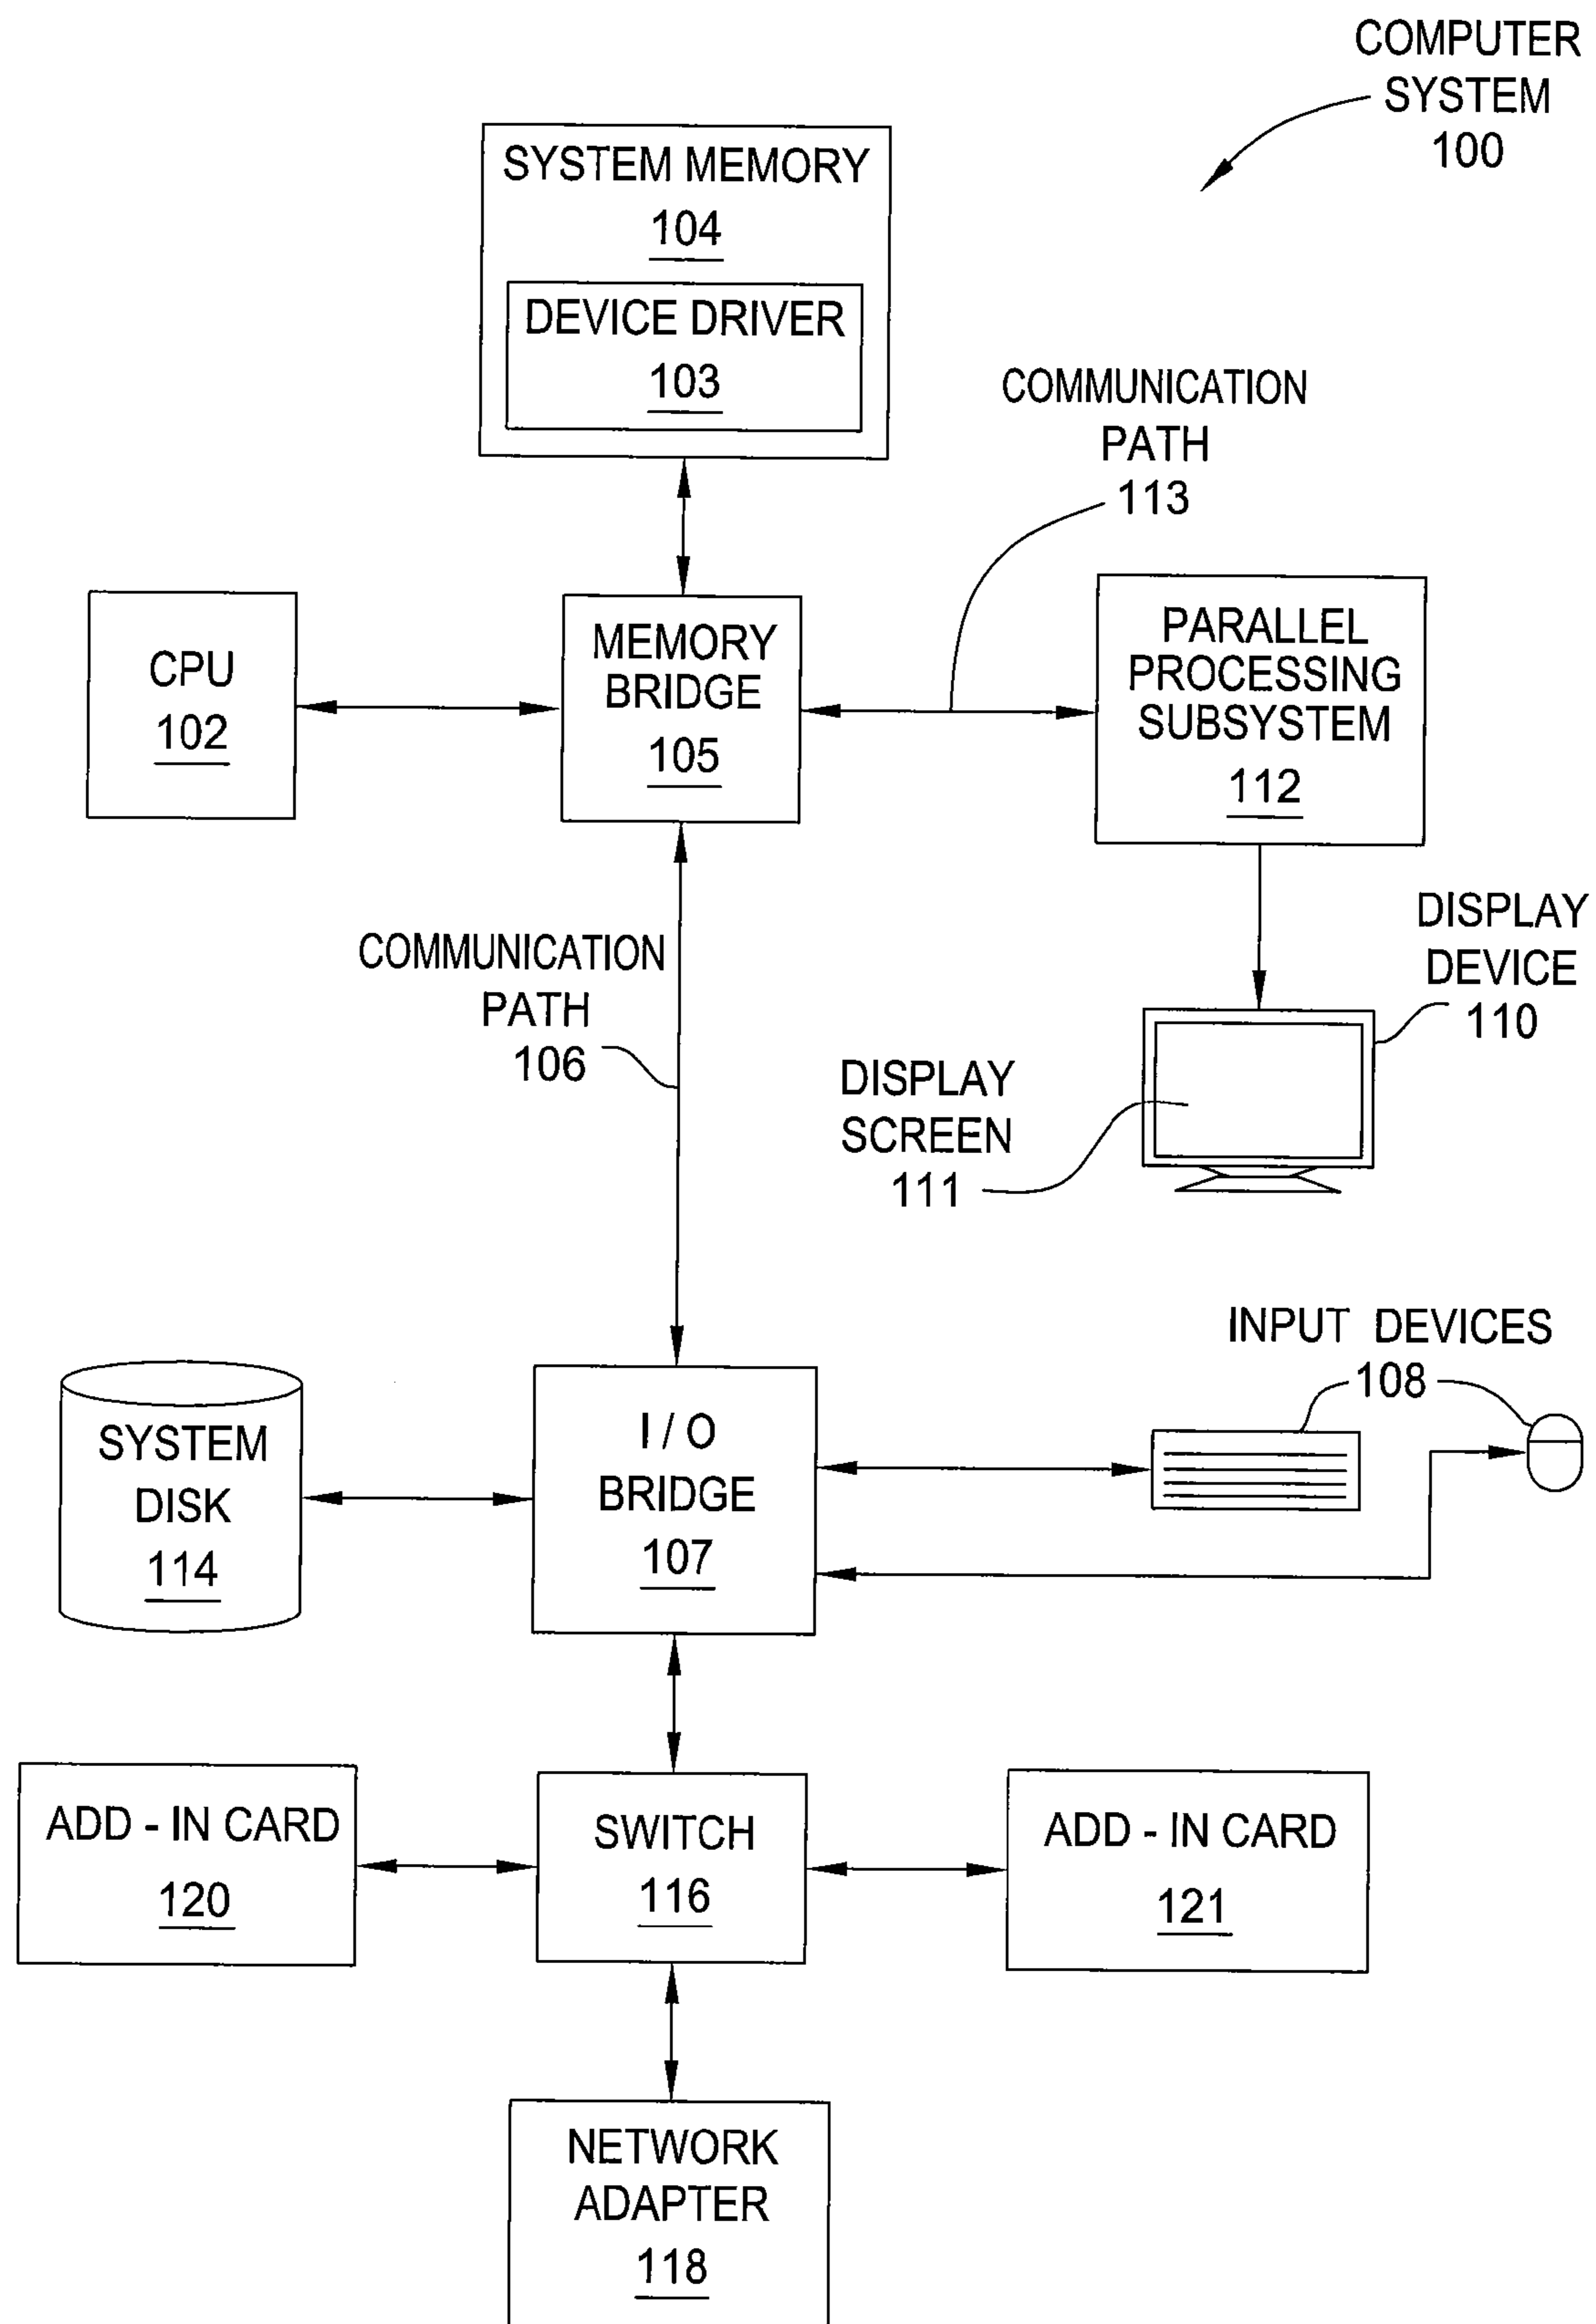 COMPUTER
SYSTEM
100
SYSTEM MEMORY
104
DEVICE DRIVER
103
COMMUNICATION
PATH
113
CPU
102
MEMORY
BRIDGE
105
PARALLEL
PROCESSING
SUBSYSTEM
112
COMMUNICATION
PATH
106
DISPLAY
DEVICE
110
DISPLAY
SCREEN
111
INPUT DEVICES
108
SYSTEM
DISK
114
I / O
BRIDGE
107
ADD - IN CARD
120
SWITCH
116
ADD - IN CARD
121
NETWORK
ADAPTER
118